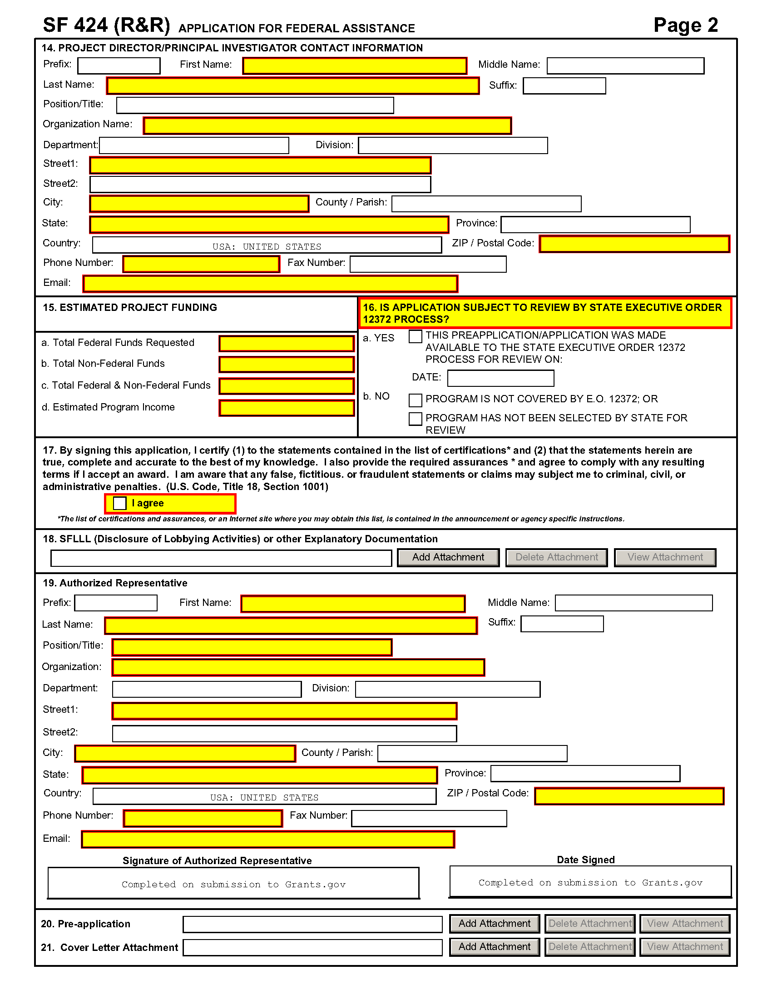 SF 424 (R&R) APPLICATION FOR FEDERAL ASSISTANCE Page 2
14. PROJECT DIRECTOR/PRINCIPAL INVESTIGATOR CONTACT INFORMATION
Prefix: First Name: Middle Name:
Last Name: Suffix:
Position/Title:
Organization Name:
Department: Division:
Street1:
Street2:
City: County / Parish:
State: Province:
Country: USA: UNITED STATES ZIP / Postal Code:
Phone Number: Fax Number:
Email:
15. ESTIMATED PROJECT FUNDING
a. Total Federal Funds Requested
b. Total Non-Federal Funds
c. Total Federal & Non-Federal Funds
d. Estimated Program Income
16. IS APPLICATION SUBJECT TO REVIEW BY STATE EXECUTIVE ORDER
12372 PROCESS?
a. YES THIS PREAPPLICATION/APPLICATION WAS MADE
AVAILABLE TO THE STATE EXECUTIVE ORDER 12372
PROCESS FOR REVIEW ON:
DATE:
b. NO PROGRAM IS NOT COVERED BY E.O. 12372; OR
PROGRAM HAS NOT BEEN SELECTED BY STATE FOR
REVIEW
17. By signing this application, I certify (1) to the statements contained in the list of certifications* and (2) that the statements herein are
true, complete and accurate to the best of my knowledge. I also provide the required assurances * and agree to comply with any resulting
terms if I accept an award. I am aware that any false, fictitious. or fraudulent statements or claims may subject me to criminal, civil, or
administrative penalties. (U.S. Code, Title 18, Section 1001)
I agree
*The list of certifications and assurances, or an Internet site where you may obtain this list, is contained in the announcement or agency specific instructions.
18. SFLLL (Disclosure of Lobbying Activities) or other Explanatory Documentation
Add Attachment Delete Attachment View Attachment
19. Authorized Representative
Prefix: First Name: Middle Name:
Last Name: Suffix:
Position/Title:
Organization:
Department: Division:
Street1:
Street2:
City: County / Parish:
State: Province:
Country: USA: UNITED STATES ZIP / Postal Code:
Phone Number: Fax Number:
Email:
Signature of Authorized Representative Date Signed
Completed on submission to Grants.gov Completed on submission to Grants.gov
20. Pre-application Add Attachment Delete Attachment View Attachment
21. Cover Letter Attachment Add Attachment Delete Attachment View Attachment